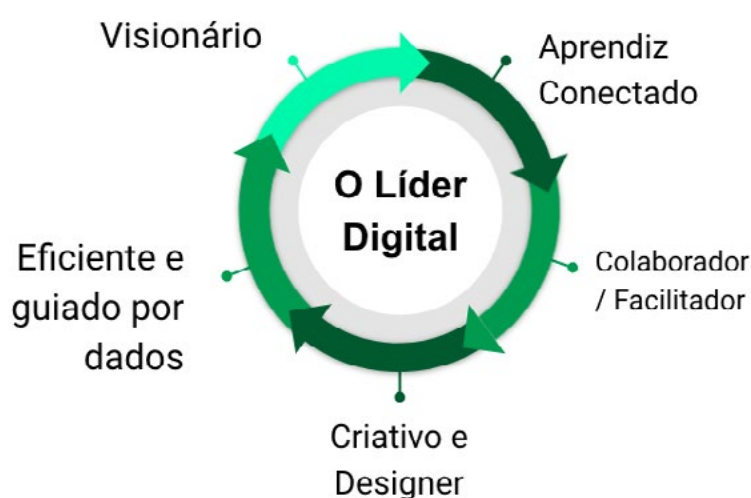 Visionário
Aprendiz
Conectado
O Líder
Digital
Colaborador
/ Facilitador
Eficiente e
guiado por
dados
Criativo e
Designer